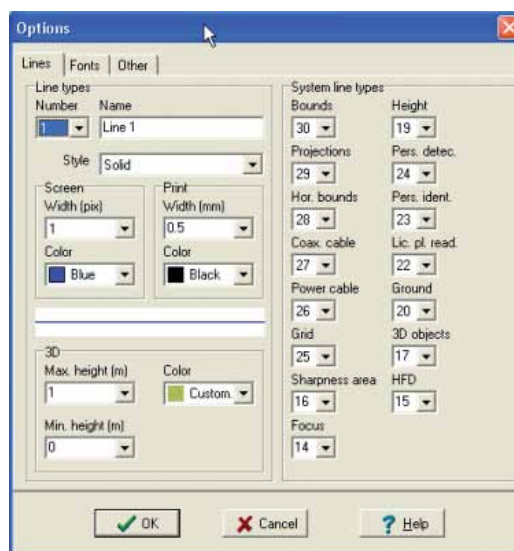 Options
Lines Fonts Other
Line types
Number Name
1 Line 1
Style Solid
Screen Print
Width (pix) Width (mm)
1 0.5
Color Color
Blue Black
3D
Max. height (m) Color
1 Custom.
Min. height (m)
0
System line types
Bounds Height
30 19
Projections Pers. detec.
29 24
Hor. bounds Pers. ident.
28 23
Coax. cable Lic. pl. read.
27 22
Power cable Ground
26 20
Grid 3D objects
25 17
Sharpness area HFD
16 15
Focus
14
OK Cancel ? Help